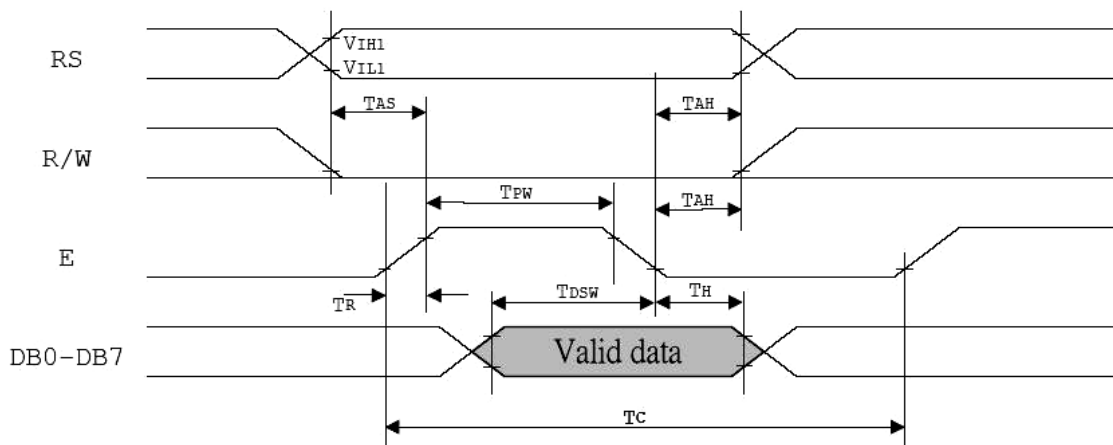 RS
VIH1
VIL1
TAS
TAH
R/W
TPW
TAH
E
TR
TDSW
TH
DB0-DB7
Valid data
TC